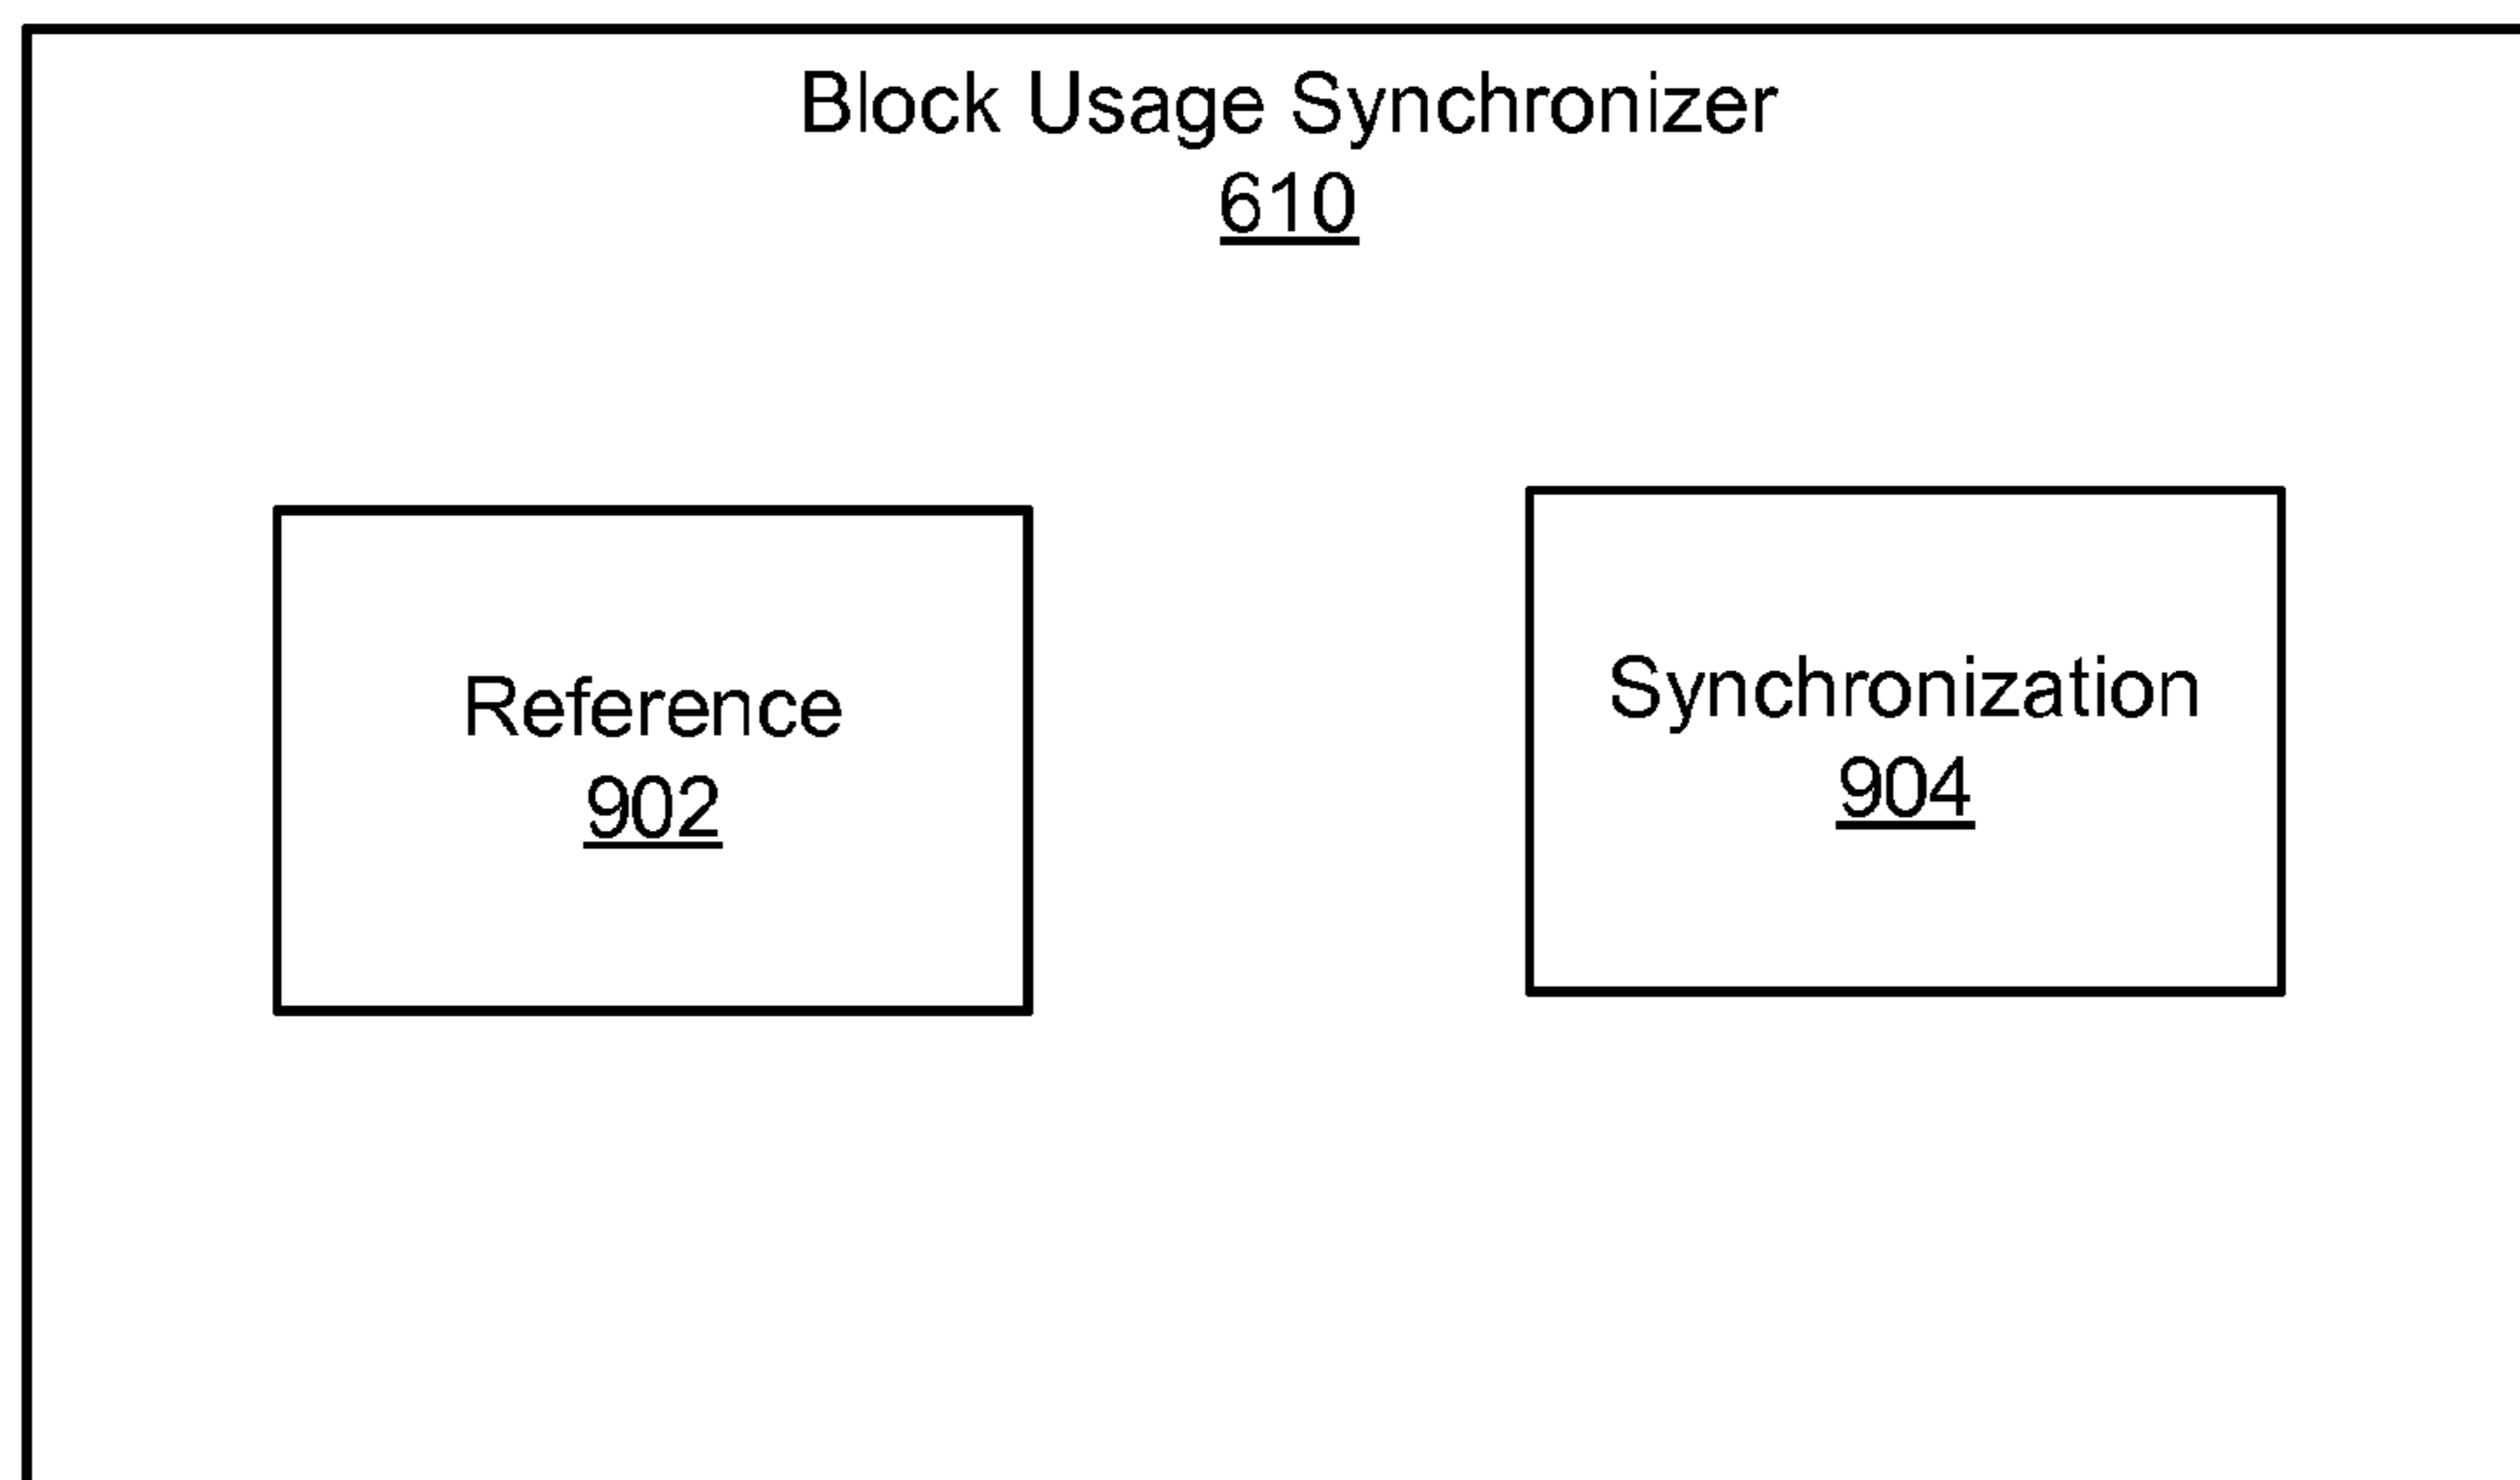 Block Usage Synchronizer
610
Reference
902
Synchronization
904